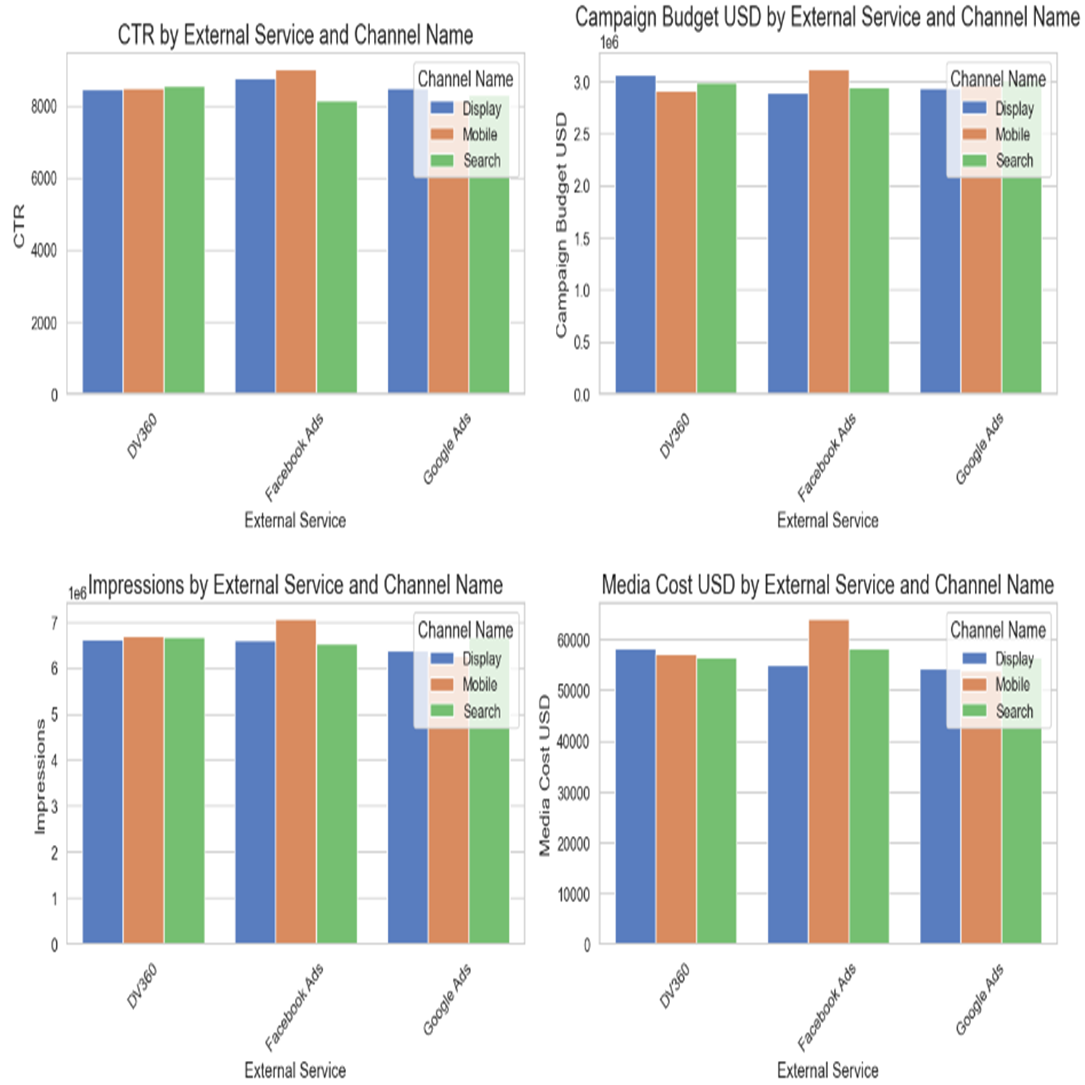 CTR by External Service and Channel Name
CTR
8000
6000
4000
2000
0
Channel Name
Display
Mobile
Search
DV360
Facebook Ads
Google Ads
External Service
Campaign Budget USD by External Service and Channel Name
1e6
Campaign Budget USD
3.0
2.5
2.0
1.5
1.0
0.5
0.0
Channel Name
Display
Mobile
Search
DV360
Facebook Ads
Google Ads
External Service
Impressions by External Service and Channel Name
1e6
Impressions
7
6
5
4
3
2
1
0
Channel Name
Display
Mobile
Search
DV360
Facebook Ads
Google Ads
External Service
Media Cost USD by External Service and Channel Name
Media Cost USD
60000
50000
40000
30000
20000
10000
0
Channel Name
Display
Mobile
Search
DV360
Facebook Ads
Google Ads
External Service